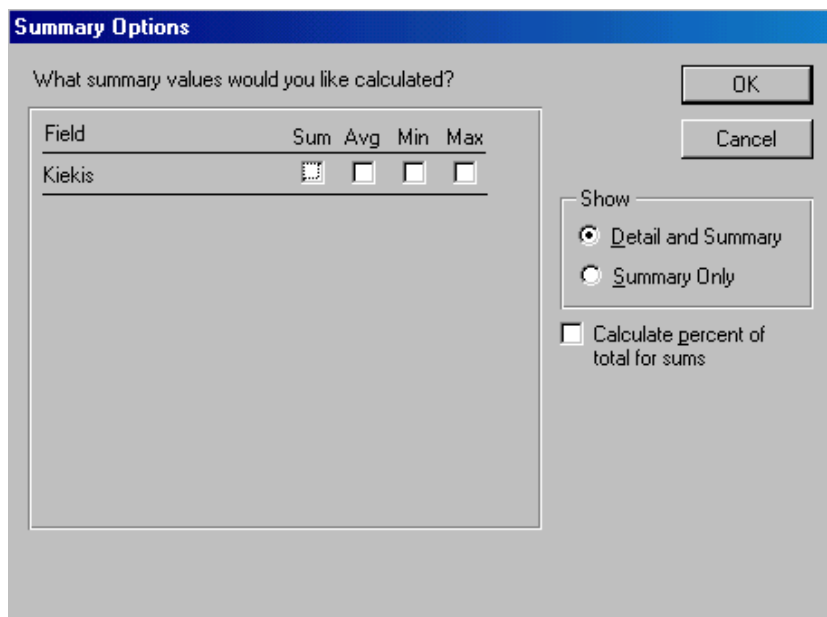 Summary Options
What summary values would you like calculated?
OK
Cancel
Field Sum Avg Min Max
Kiekis
Show
Detail and Summary
Summary Only
Calculate percent of
total for sums